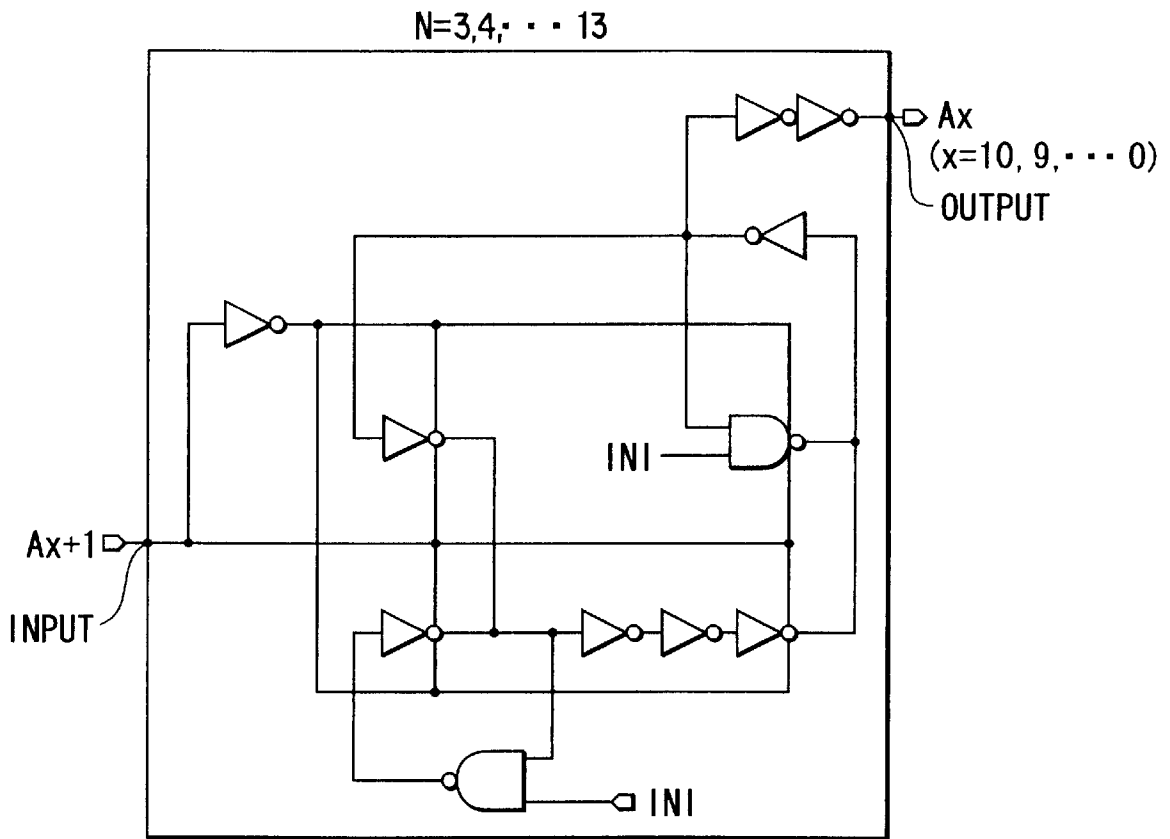 N=3,4,・・・13
Ax
(x=10, 9,・・・0)
OUTPUT
INI
Ax+1
INPUT
INI